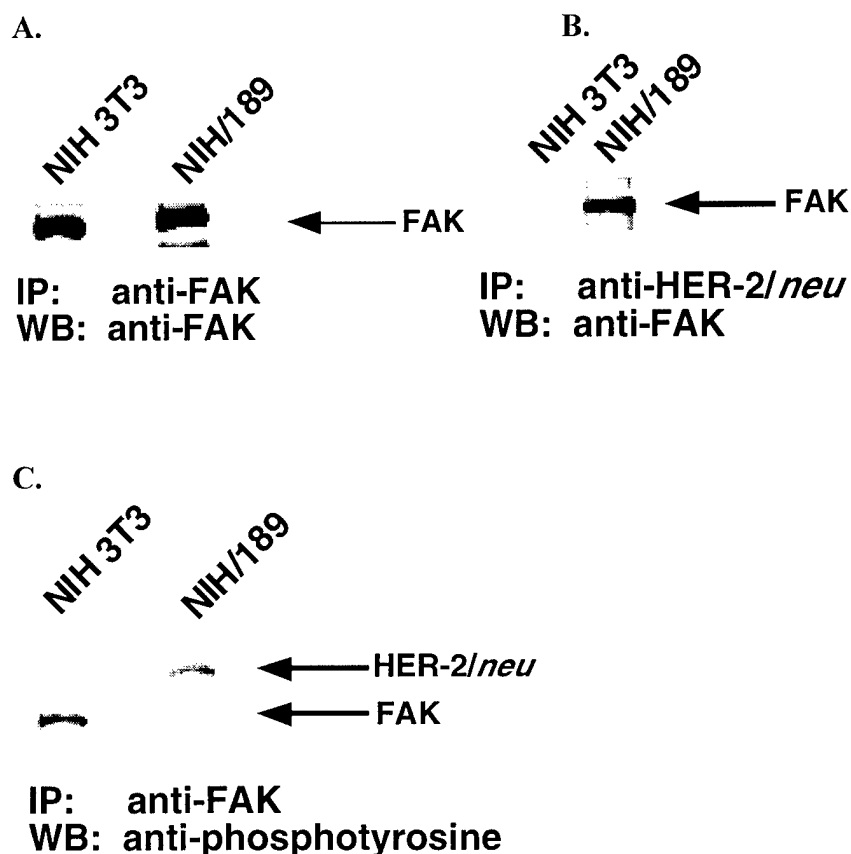 A.
NIH 3T3
NIH/189
FAK
IP: anti-FAK
WB: anti-FAK
B.
NIH 3T3
NIH/189
FAK
IP: anti-HER-2/neu
WB: anti-FAK
C.
NIH 3T3
NIH/189
HER-2/neu
FAK
IP: anti-FAK
WB: anti-phosphotyrosine